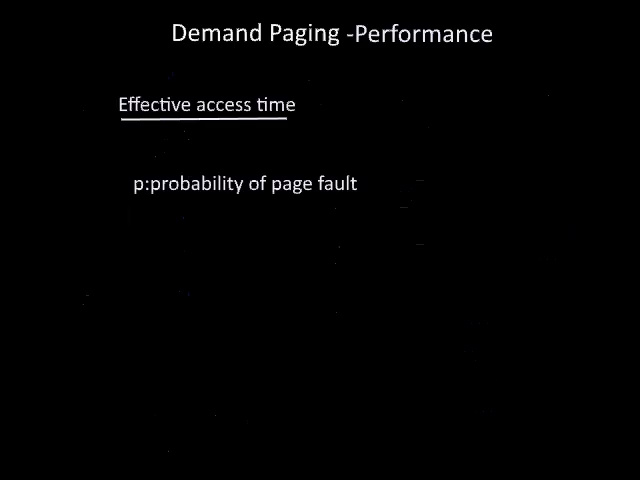 Demand Paging -Performance
Effective access time
p:probability of page fault